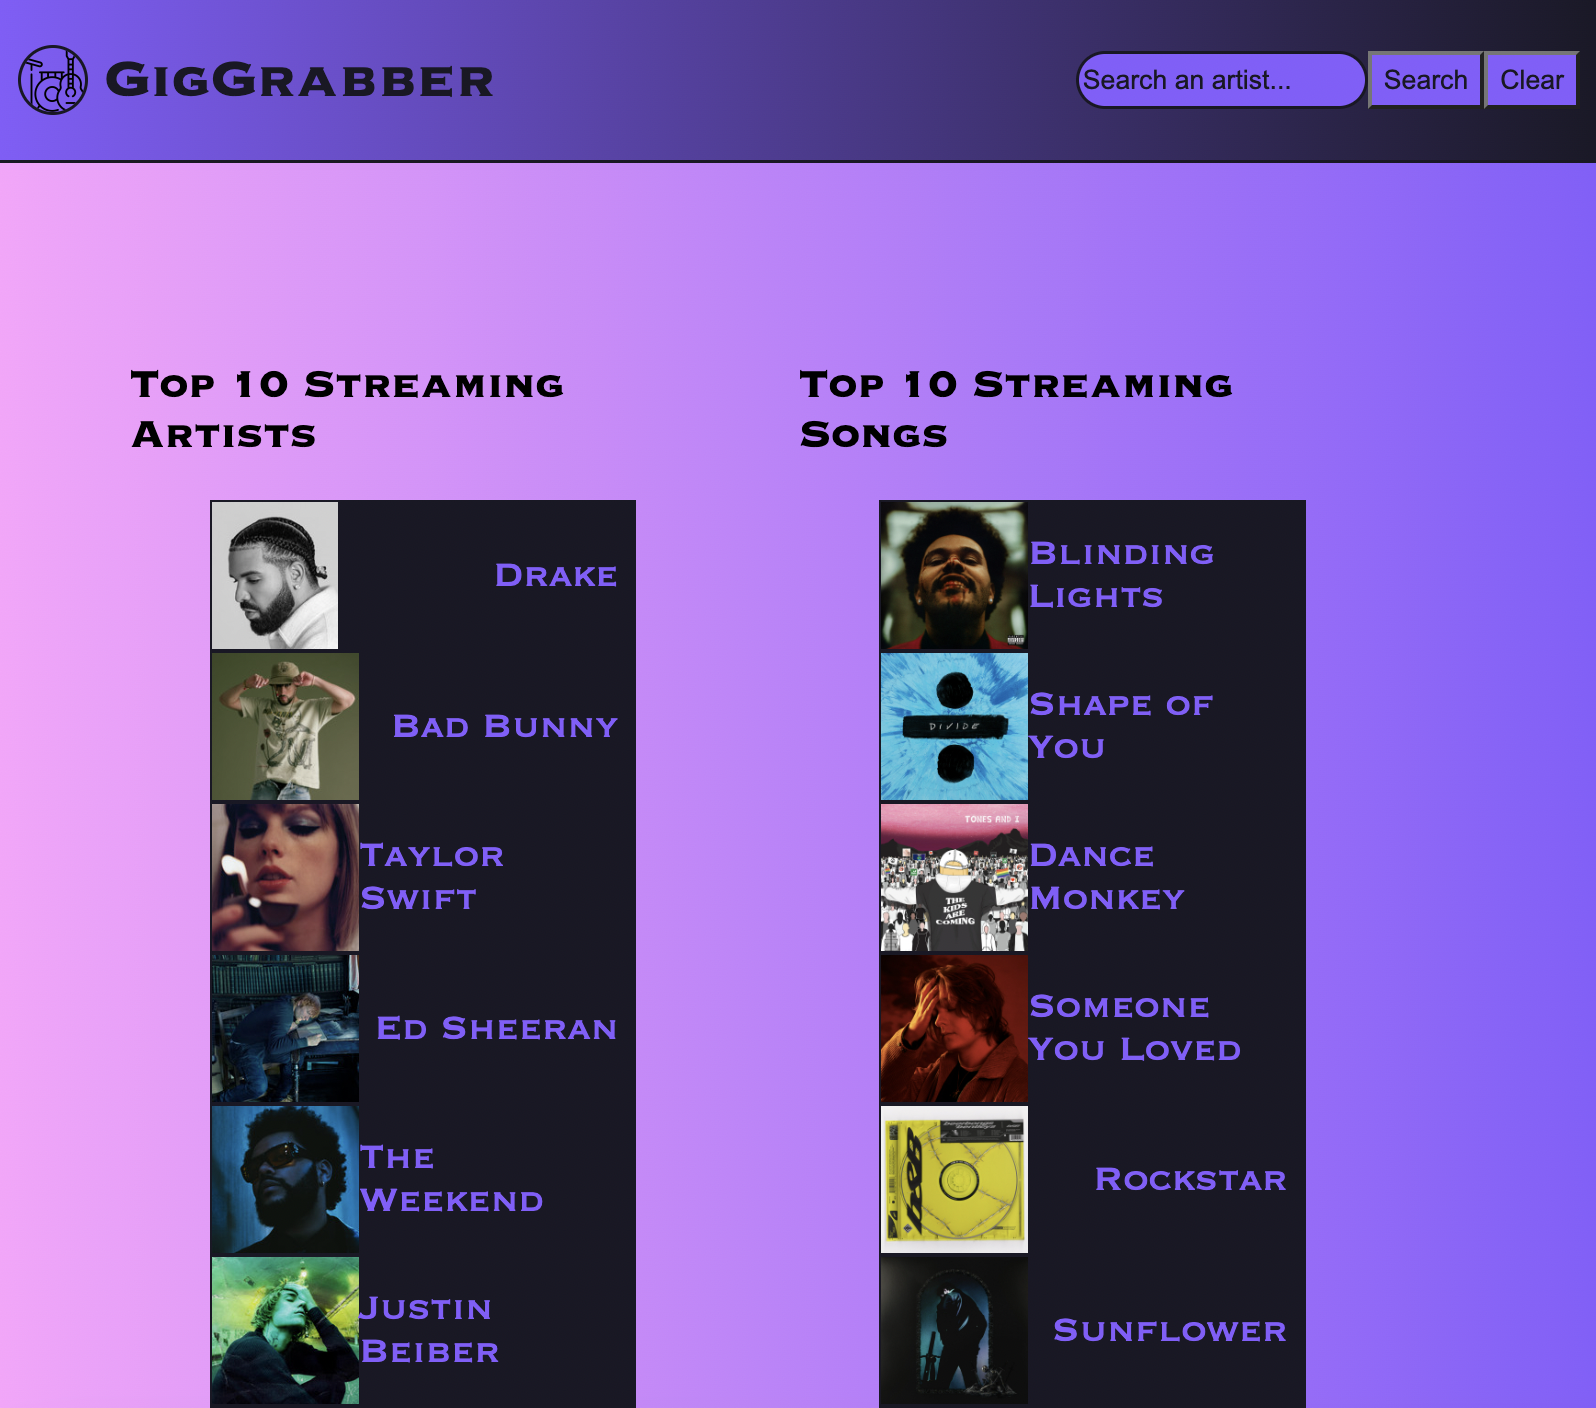 GigGrabber
Search an artist...
Search
Clear
Top 10 Streaming
Artists
Drake
Bad Bunny
Taylor
Swift
Ed Sheeran
The
Weekend
Justin
Beiber
Top 10 Streaming
Songs
Blinding
Lights
Shape of
You
DIVIDE
TONES AND I
THE
KIDS
ARE
COMING
Dance
Monkey
Someone
You Loved
Rockstar
Sunflower